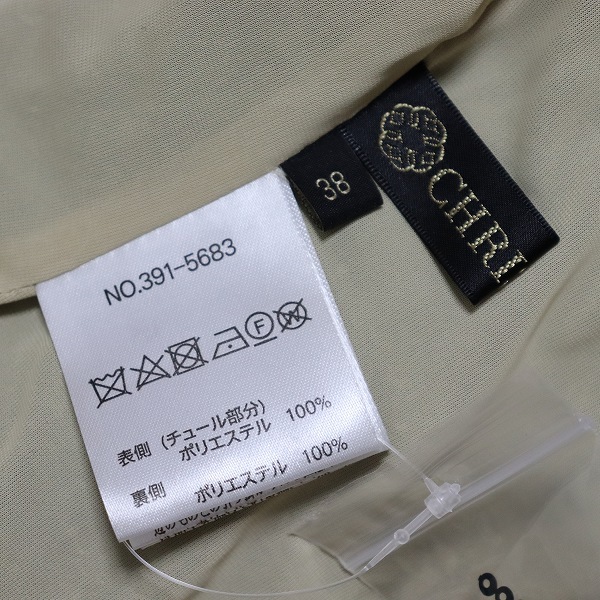 CHRI
38
NO.391-5683
表側 (チュール部分)
ポリエステル 100%
裏側 ポリエステル 100%